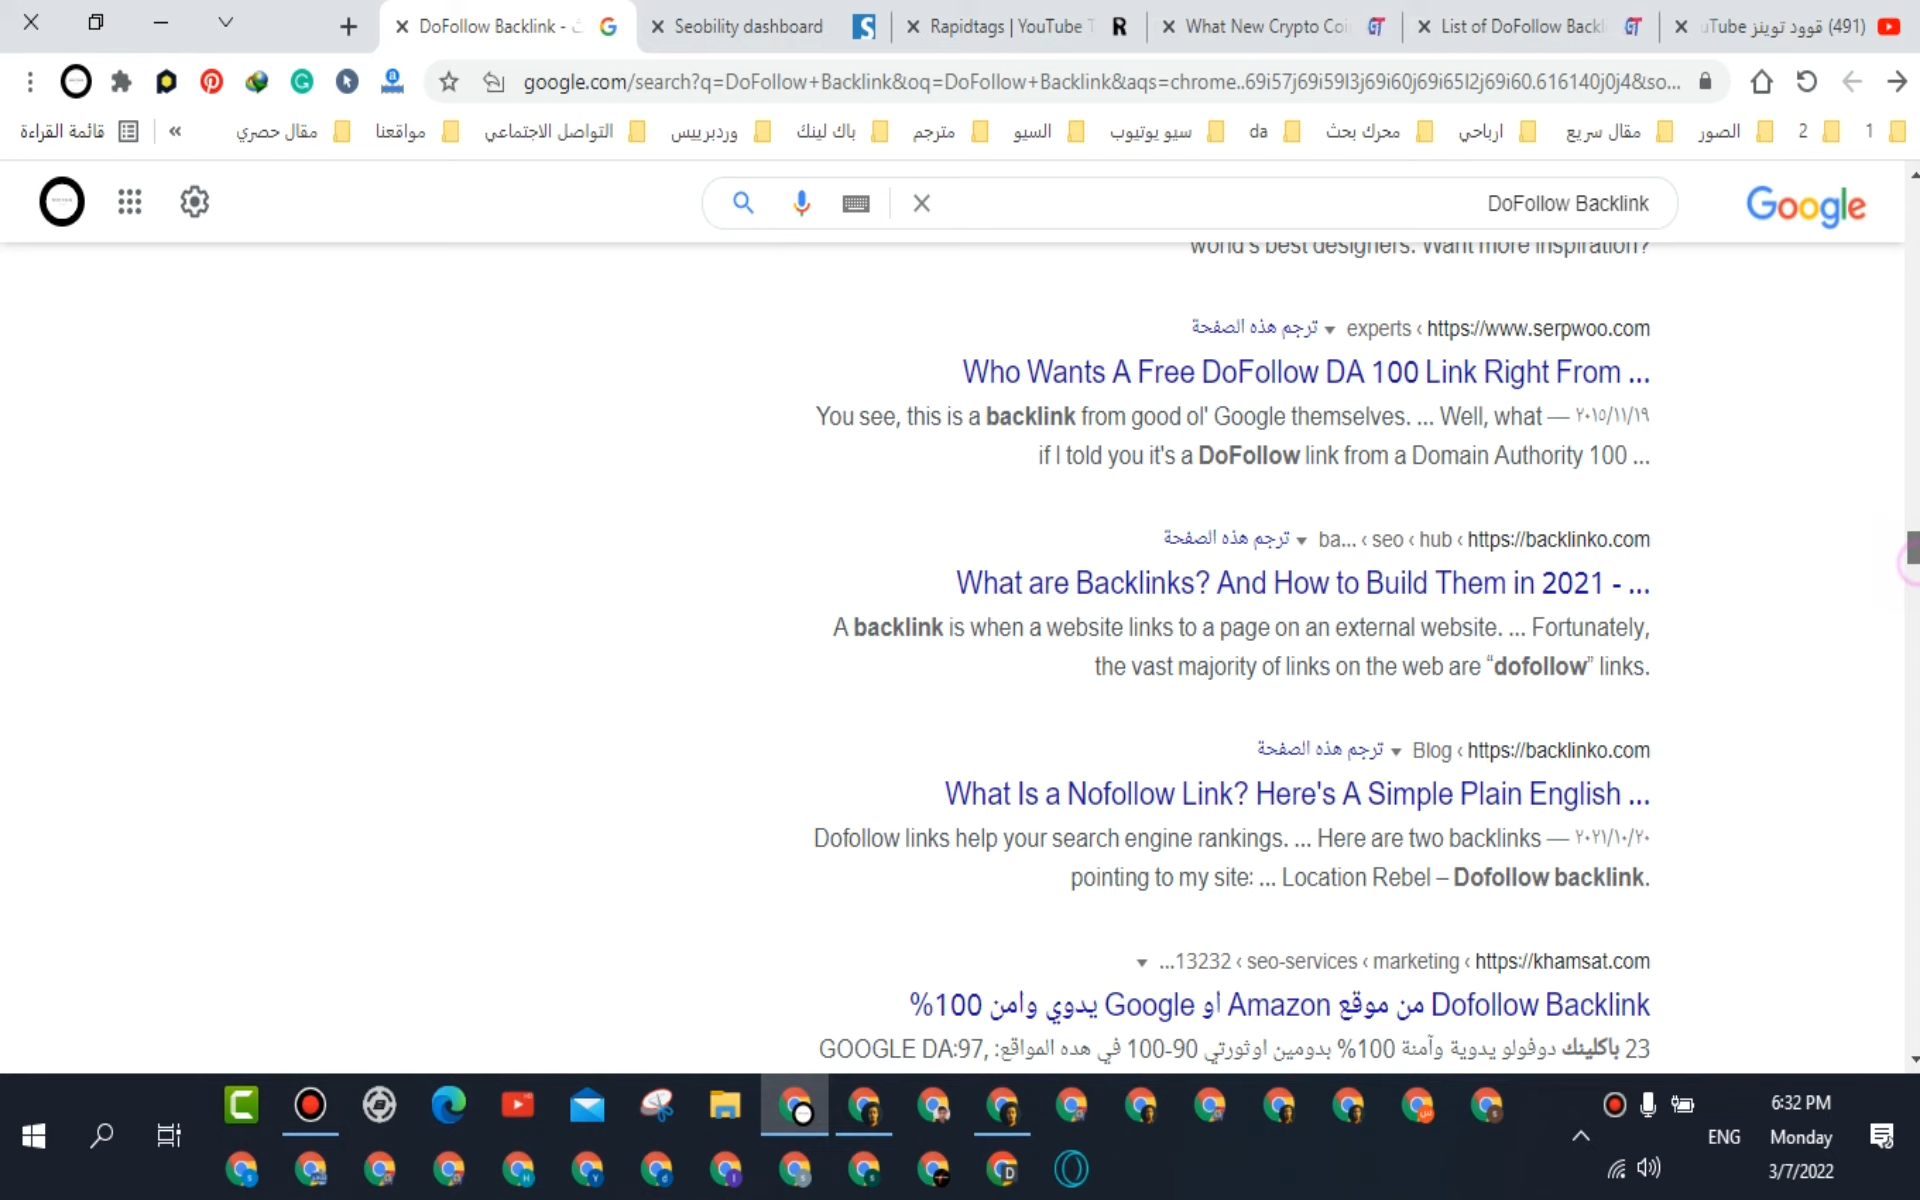 DoFollow Backlink -
Seobility dashboard
Rapidtags | YouTube T
What New Crypto Coi
List of DoFollow Backl
uTube قوود توينز (491)
google.com/search?q=DoFollow+Backlink&oq=DoFollow+Backlink&aqs=chrome..69i57j69i59l3j69i60j69i65l2j69i60.616140j0j4&so...
قائمة القراءة
»
مقال حصري
مواقعنا
التواصل الاجتماعي
وردبرييس
باك لينك
مترجم
السيو
سيو يوتيوب
da
محرك بحث
ارباحي
مقال سريع
الصور
2
1
DoFollow Backlink
Google
world's best designers. Want more inspiration?
https://www.serpwoo.com › experts ▼ ترجم هذه الصفحة
Who Wants A Free DoFollow DA 100 Link Right From ...
٢٠١٥/١١/١٩ — You see, this is a backlink from good ol' Google themselves. ... Well, what
if I told you it's a DoFollow link from a Domain Authority 100 ...
https://backlinko.com › hub › seo › ba... ▼ ترجم هذه الصفحة
What are Backlinks? And How to Build Them in 2021 - ...
A backlink is when a website links to a page on an external website. ... Fortunately,
the vast majority of links on the web are “dofollow” links.
https://backlinko.com › Blog ▼ ترجم هذه الصفحة
What Is a Nofollow Link? Here's A Simple Plain English ...
٢٠٢١/١٠/٢٠ — Dofollow links help your search engine rankings. ... Here are two backlinks
pointing to my site: ... Location Rebel – Dofollow backlink.
https://khamsat.com › marketing › seo-services › 13232... ▼
Dofollow Backlink من موقع Amazon او Google يدوي وامن 100%
23 باكلينك دوفولو يدوية وآمنة 100% بدومين اوثورتي 90-100 في هده المواقع: GOOGLE DA:97,
6:32 PM
ENG
Monday
3/7/2022